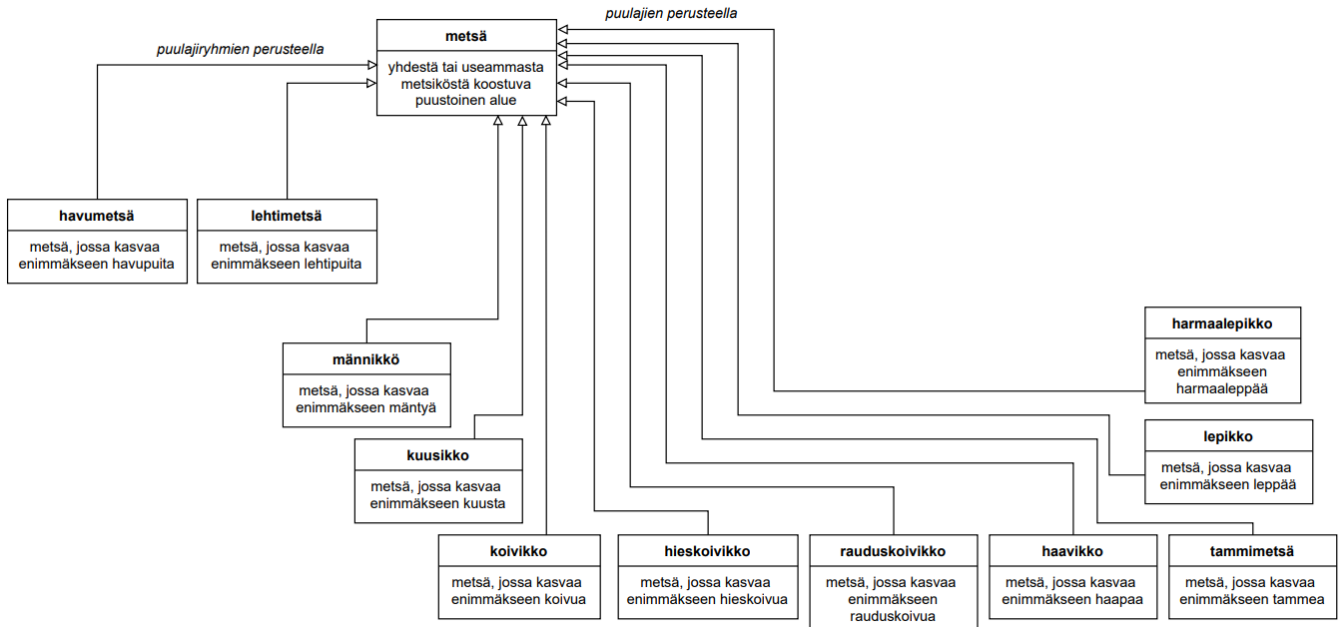 puulajien perusteella
metsä
puulajiryhmien perusteella
yhdestä tai useammasta
metsiköstä koostuva
puustoinen alue
havumetsä
metsä, jossa kasvaa
enimmäkseen havupuita
lehtimetsä
metsä, jossa kasvaa
enimmäkseen lehtipuita
männikkö
metsä, jossa kasvaa
enimmäkseen mäntyä
harmaalepikko
metsä, jossa kasvaa
enimmäkseen
harmaaleppää
kuusikko
metsä, jossa kasvaa
enimmäkseen kuusta
lepikko
metsä, jossa kasvaa
enimmäkseen leppää
koivikko
metsä, jossa kasvaa
enimmäkseen koivua
hieskoivikko
metsä, jossa kasvaa
enimmäkseen hieskoivua
rauduskoivikko
metsä, jossa kasvaa
enimmäkseen
rauduskoivua
haavikko
metsä, jossa kasvaa
enimmäkseen haapaa
tammimetsä
metsä, jossa kasvaa
enimmäkseen tammea